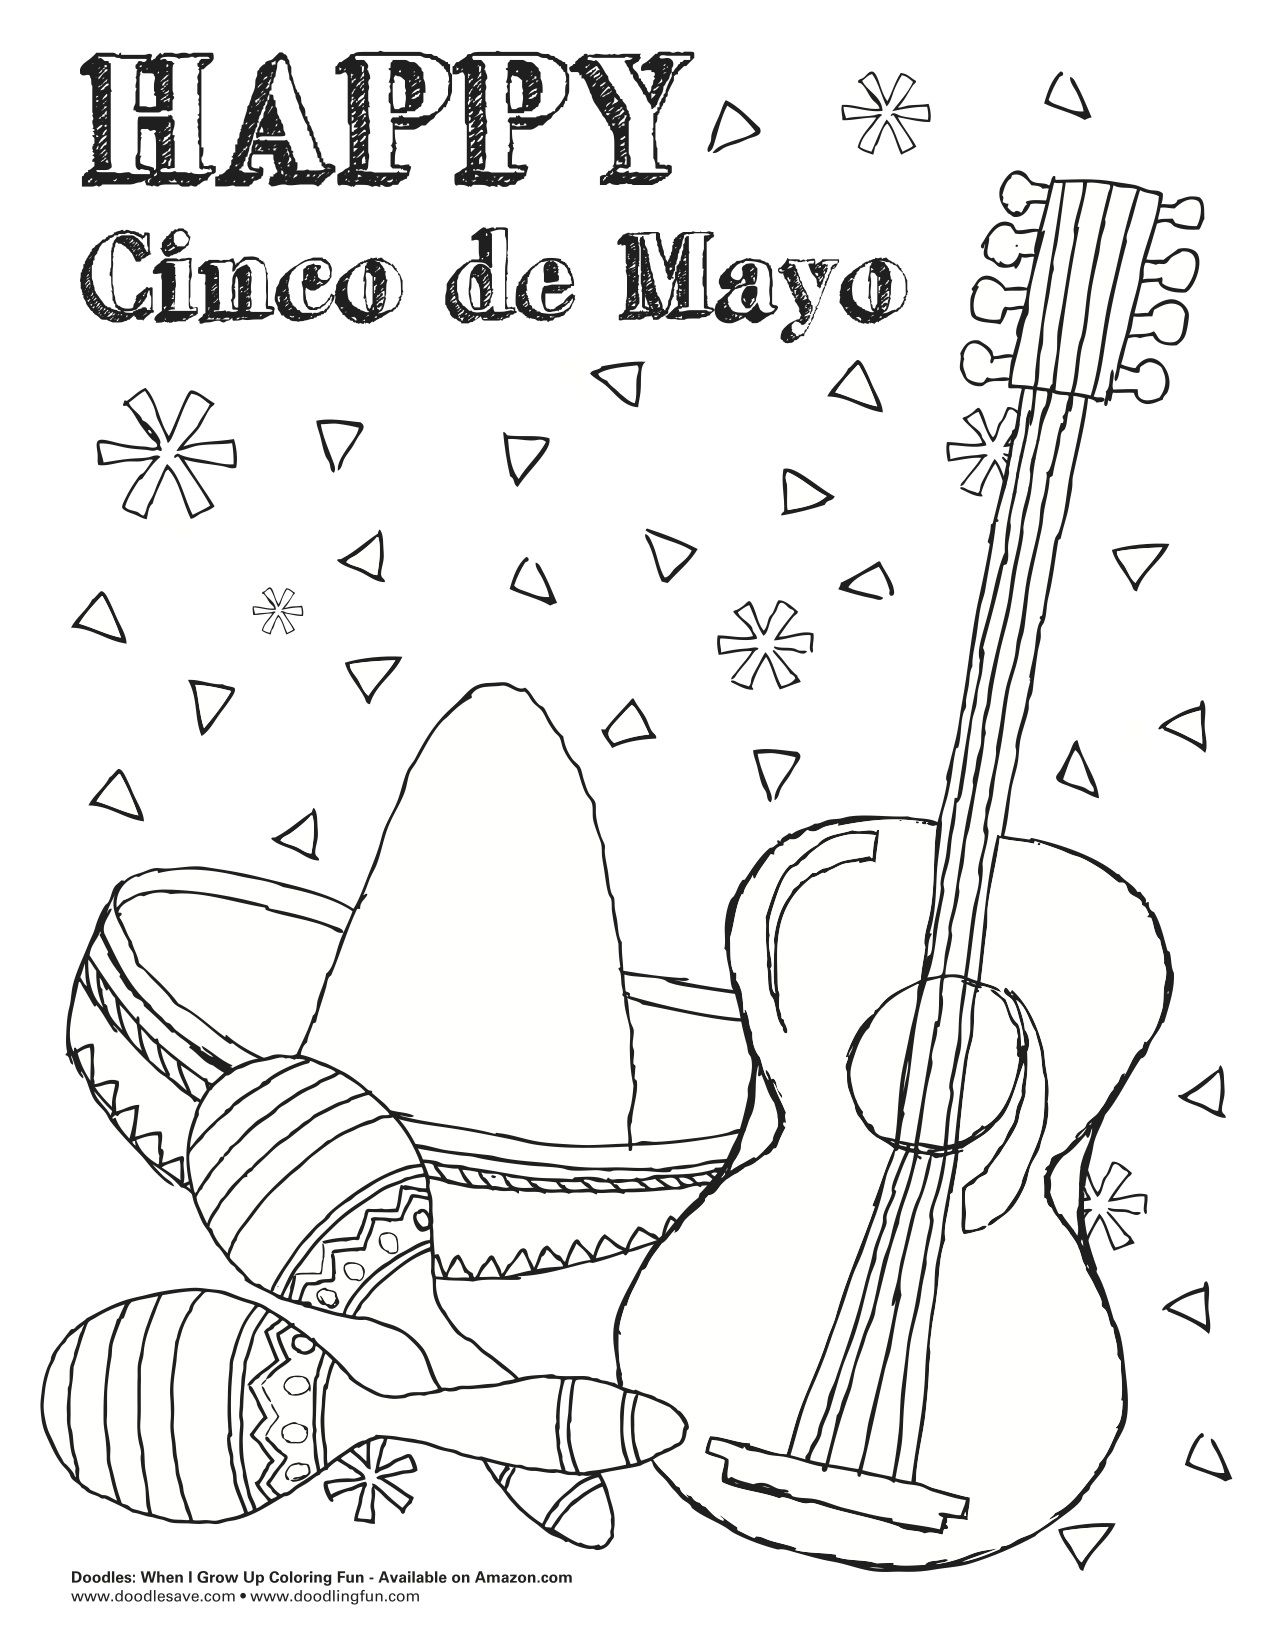 HAPPY
Cinco de Mayo
Doodles: When I Grow Up Coloring Fun - Available on Amazon.com
www.doodlesave.com • www.doodlingfun.com